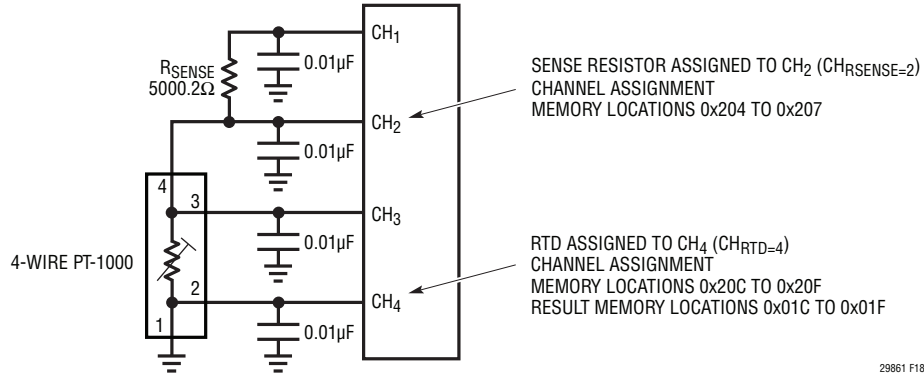 CH1
0.01µF
RSENSE
5000.2Ω
SENSE RESISTOR ASSIGNED TO CH2 (CHRSENSE=2)
CHANNEL ASSIGNMENT
MEMORY LOCATIONS 0x204 TO 0x207
CH2
0.01µF
4
3
CH3
0.01µF
4-WIRE PT-1000
RTD ASSIGNED TO CH4 (CHRTD=4)
CHANNEL ASSIGNMENT
MEMORY LOCATIONS 0x20C TO 0x20F
RESULT MEMORY LOCATIONS 0x01C TO 0x01F
2
CH4
1
0.01µF
29861 F18